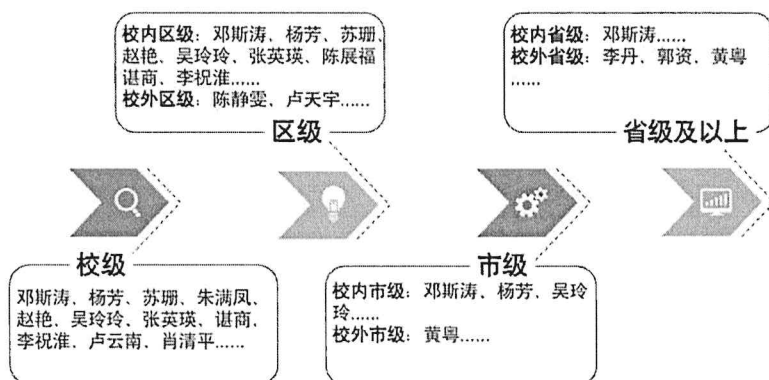 校内区级：邓斯涛、杨芳、苏珊、
赵艳、吴玲玲、张英瑛、陈展福
谌商、李祝淮......
校外区级：陈静雯、卢天宇......
区级
校内省级：邓斯涛......
校外省级：李丹、郭资、黄粤
......
省级及以上
校级
邓斯涛、杨芳、苏珊、朱满凤、
赵艳、吴玲玲、张英瑛、谌商、
李祝淮、卢云南、肖清平......
市级
校内市级：邓斯涛、杨芳、吴玲
玲......
校外市级：黄粤......